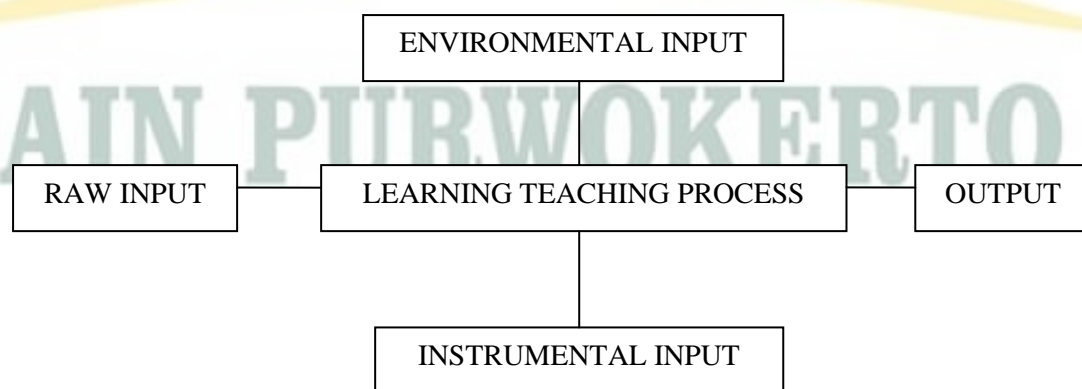 ENVIRONMENTAL INPUT
AIN PURWOKERTO
RAW INPUT
LEARNING TEACHING PROCESS
OUTPUT
INSTRUMENTAL INPUT